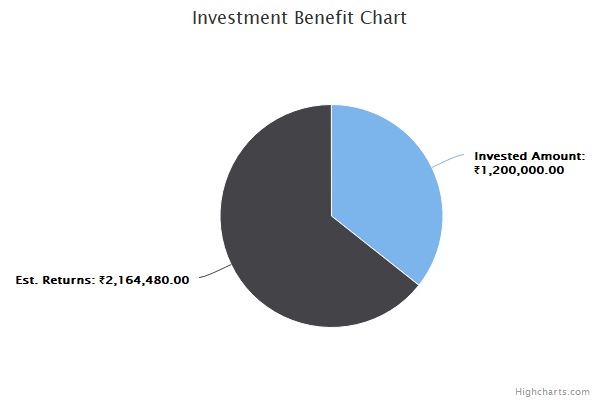 Investment Benefit Chart
Invested Amount:
₹1,200,000.00
Est. Returns: ₹2,164,480.00
Highcharts.com